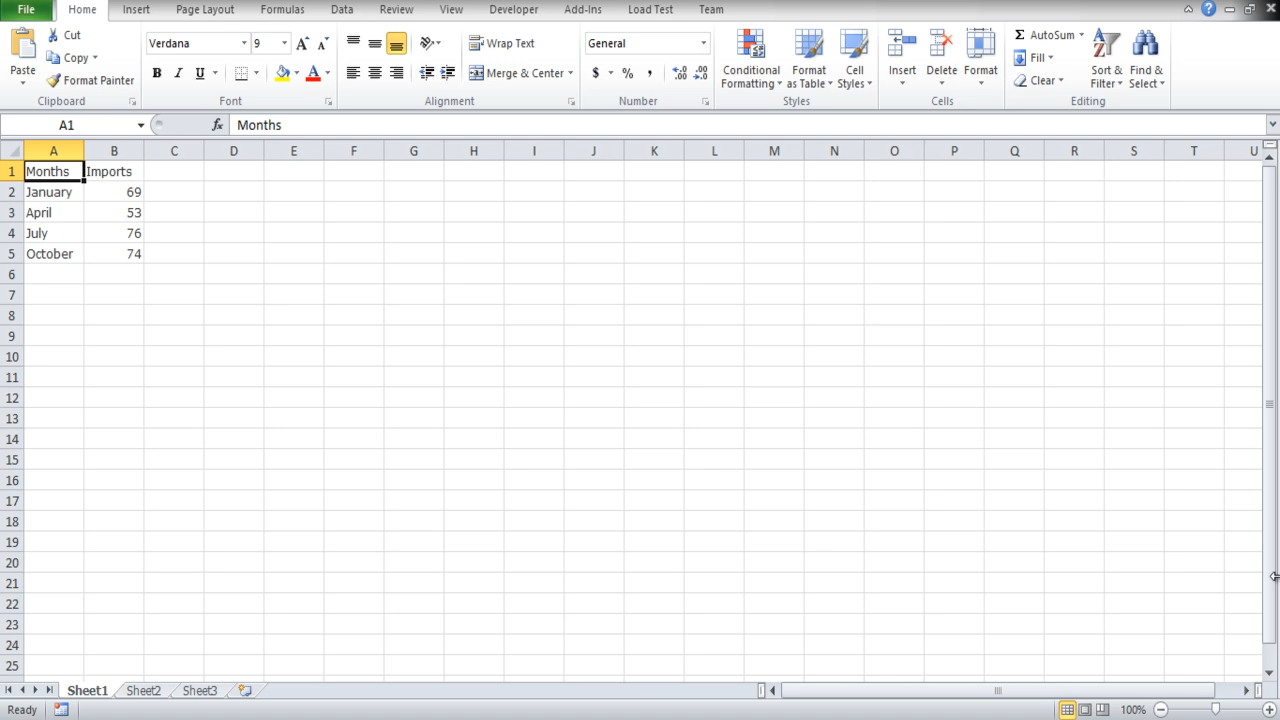 File Home Insert Page Layout Formulas Data Review View Developer Add-Ins Load Test Team
Paste
Cut
Copy
Format Painter
Clipboard
Verdana 9
B I U
A
Font
Wrap Text
Merge & Center
Alignment
General
$ % ,
Number
Conditional
Formatting
Format
as Table
Cell
Styles
Styles
Insert
Delete
Format
Cells
Σ AutoSum
Fill
Clear
Sort &
Filter
Find &
Select
Editing
A1 fx Months
A B C D E F G H I J K L M N O P Q R S T U
1 Months Imports
2 January 69
3 April 53
4 July 76
5 October 74
6
7
8
9
10
11
12
13
14
15
16
17
18
19
20
21
22
23
24
25
Sheet1 Sheet2 Sheet3
Ready 100%